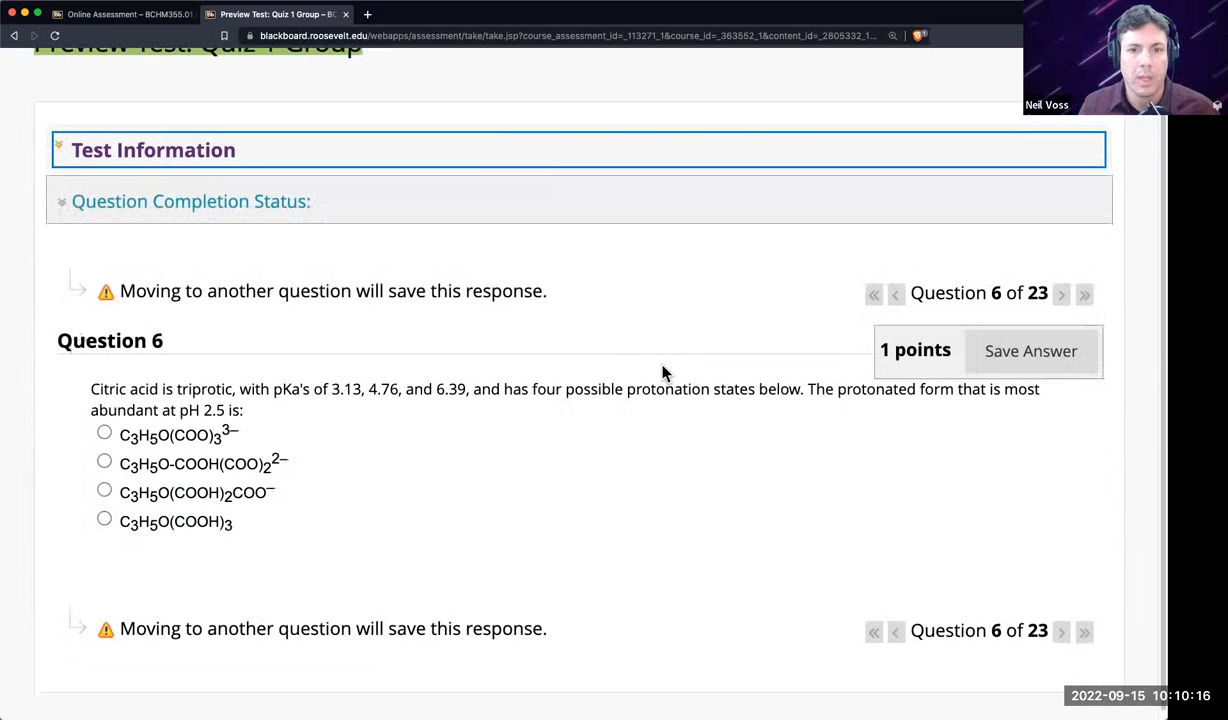 Online Assessment – BCHM355.01
Preview Test: Quiz 1 Group – BC
blackboard.roosevelt.edu/webapps/assessment/take/take.jsp?course_assessment_id=_113271_1&course_id=_363552_1&content_id=_2805332_1...
Preview Test: Quiz 1 Group
Neil Voss
Test Information
Question Completion Status:
Moving to another question will save this response.
Question 6 of 23
Question 6
1 points
Save Answer
Citric acid is triprotic, with pKa's of 3.13, 4.76, and 6.39, and has four possible protonation states below. The protonated form that is most
abundant at pH 2.5 is:
C3H5O(COO)3 3–
C3H5O-COOH(COO)2 2–
C3H5O(COOH)2COO–
C3H5O(COOH)3
Moving to another question will save this response.
Question 6 of 23
2022-09-15 10:10:16